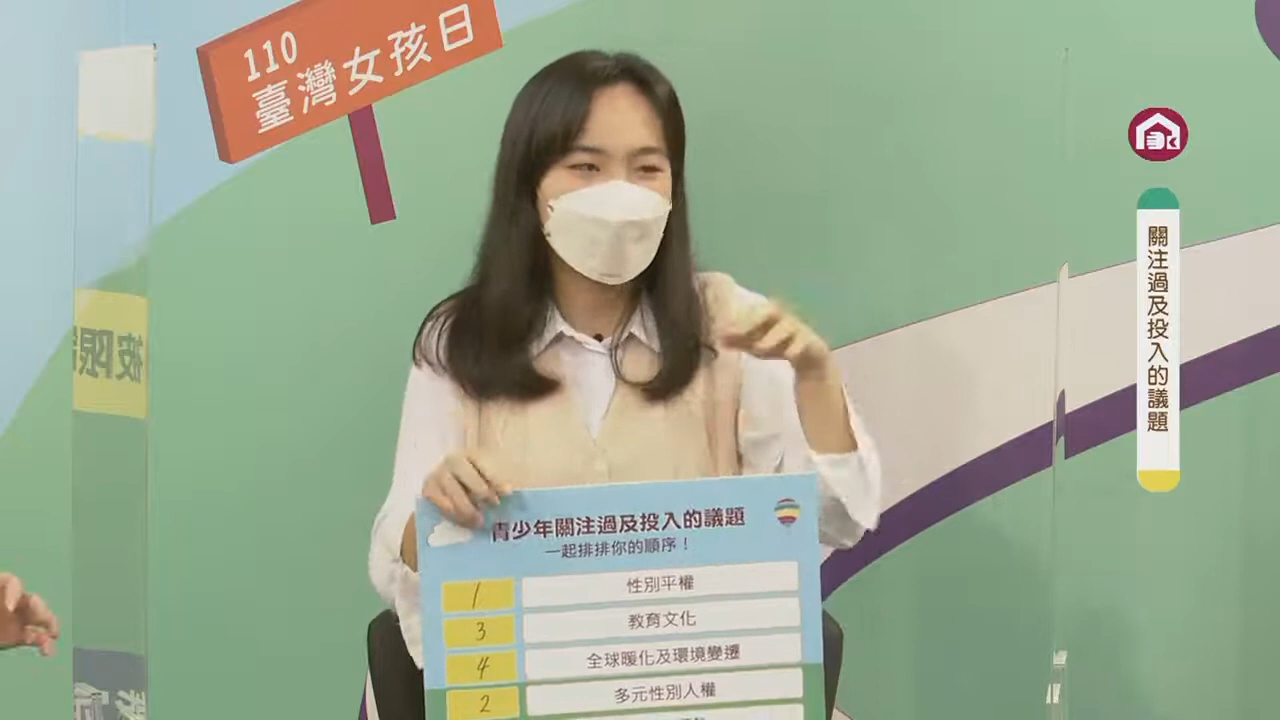 110
臺灣女孩日
關注過及投入的議題
青少年關注過及投入的議題
一起排排你的順序！
1 性別平權
3 教育文化
4 全球暖化及環境變遷
2 多元性別人權
被限